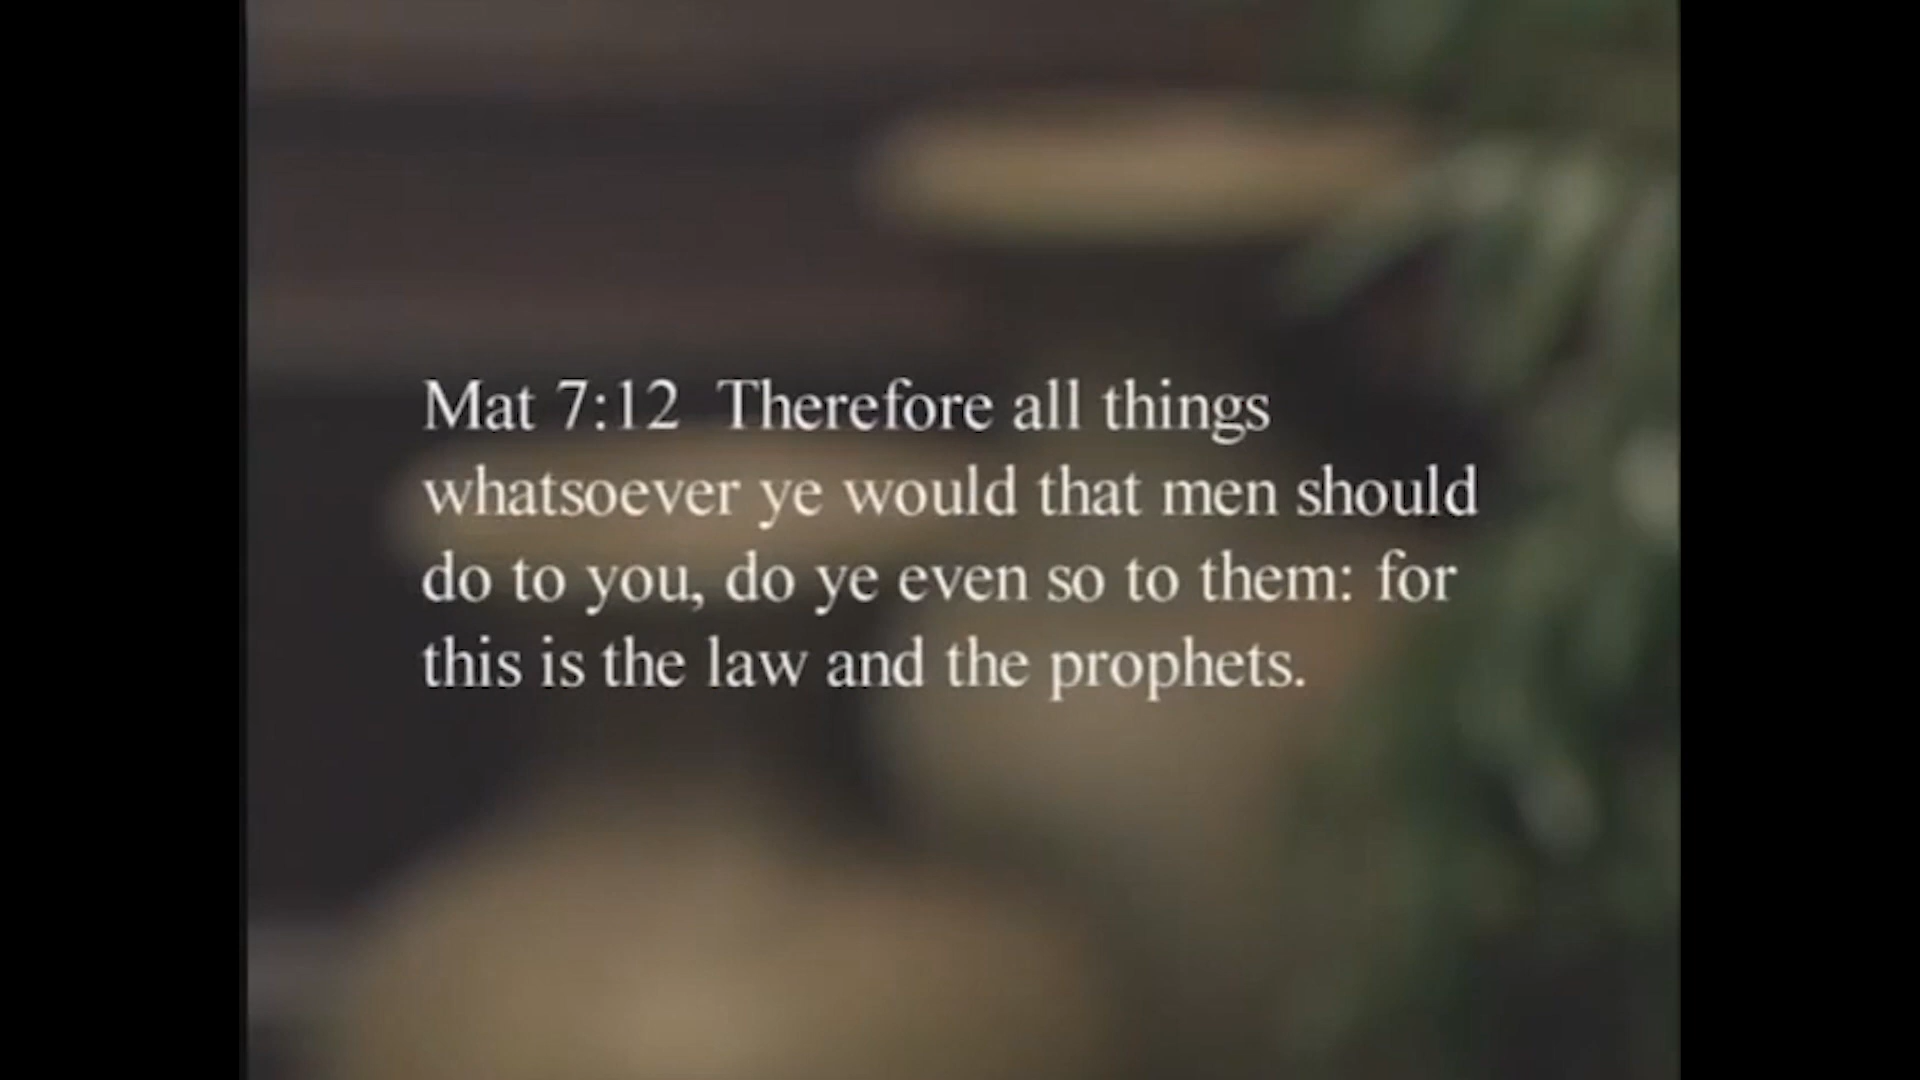 Mat 7:12  Therefore all things
whatsoever ye would that men should
do to you, do ye even so to them: for
this is the law and the prophets.